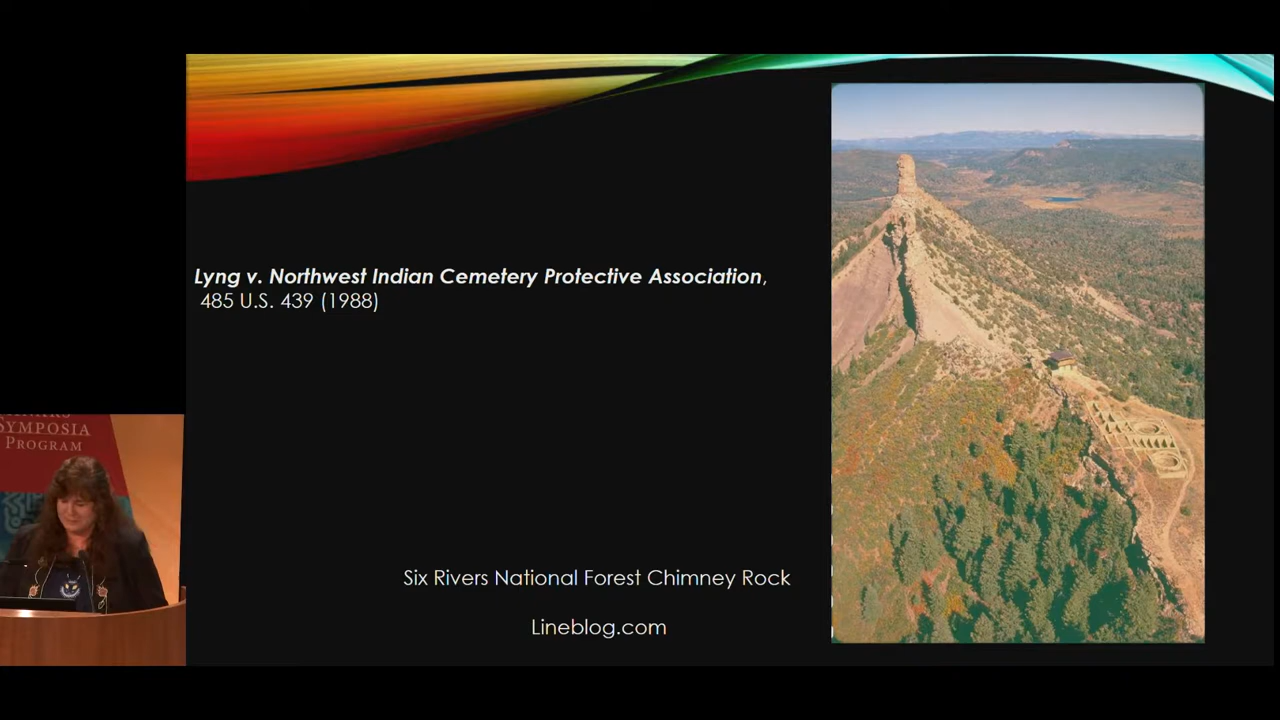 Lyng v. Northwest Indian Cemetery Protective Association,
485 U.S. 439 (1988)
SYMPOSIA
PROGRAM
Six Rivers National Forest Chimney Rock
Lineblog.com